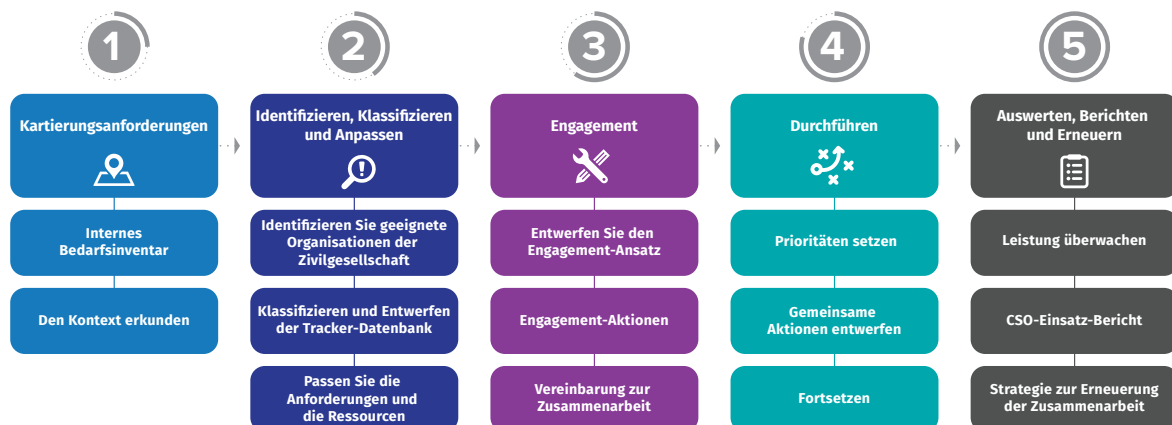 1
2
3
4
5
Kartierungsanforderungen
Identifizieren, Klassifizieren
und Anpassen
Engagement
Durchführen
Auswerten, Berichten
und Erneuern
Internes
Bedarfsinventar
Identifizieren Sie geeignete
Organisationen der
Zivilgesellschaft
Entwerfen Sie den
Engagement-Ansatz
Prioritäten setzen
Leistung überwachen
Den Kontext erkunden
Klassifizieren und Entwerfen
der Tracker-Datenbank
Engagement-Aktionen
Gemeinsame
Aktionen entwerfen
CSO-Einsatz-Bericht
Passen Sie die
Anforderungen und
die Ressourcen
Vereinbarung zur
Zusammenarbeit
Fortsetzen
Strategie zur Erneuerung
der Zusammenarbeit